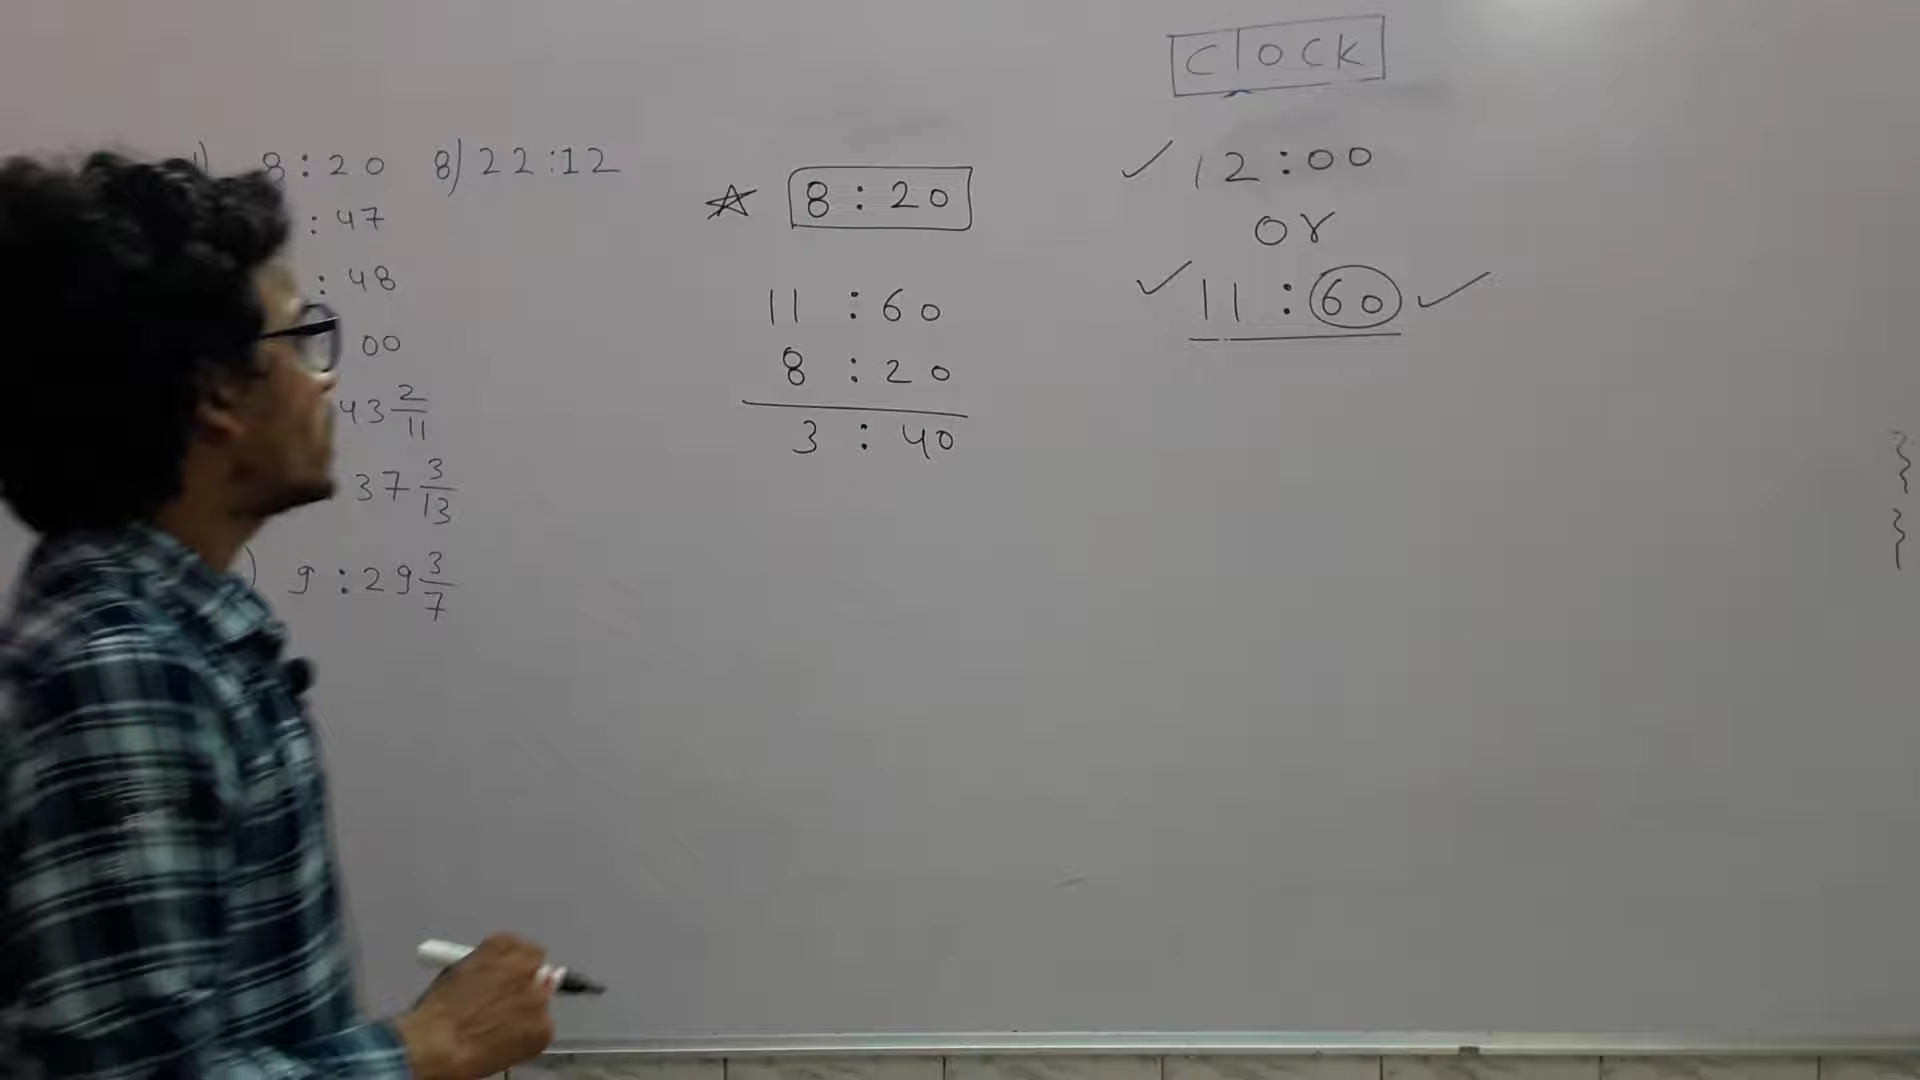 clock
1) 8:20 8) 22:12
:47
:48
00
43 2/11
37 3/13
) 9:29 3/7
☆ 8:20
11:60
8:20
3:40
✓ 12:00
or
✓ 11:60 ✓